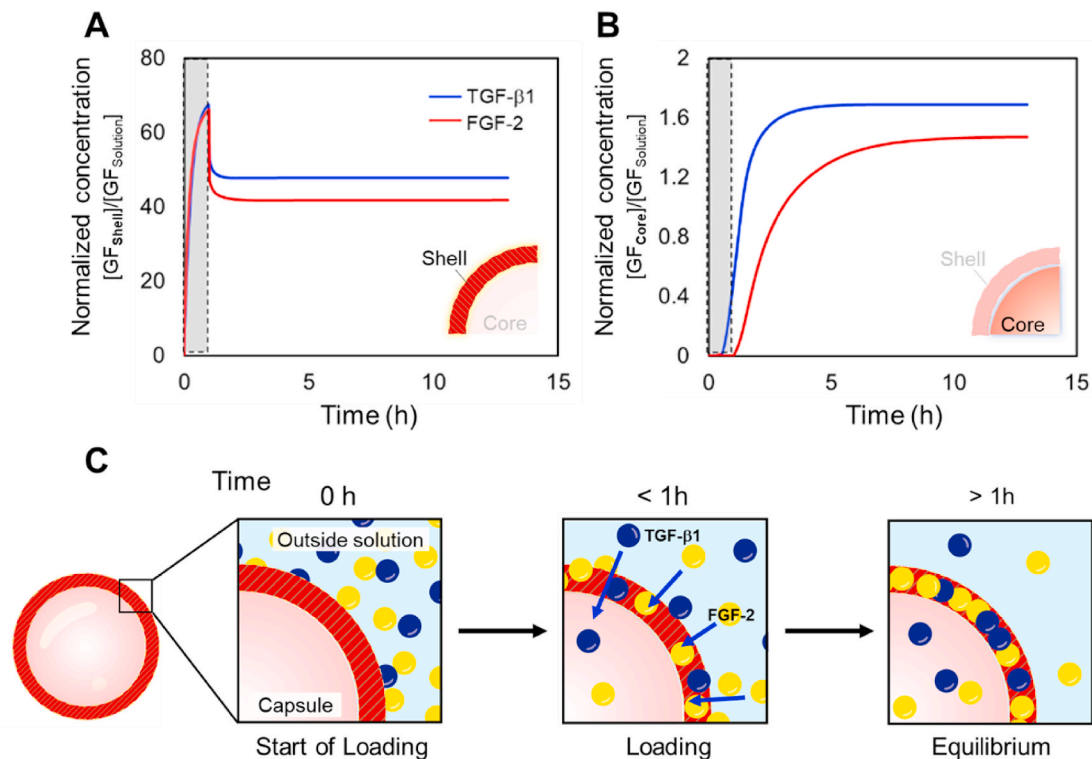 A
Normalized concentration
[GFShell]/[GFSolution]
80
60
40
20
0
TGF-β1
FGF-2
Shell
Core
0
5
10
15
Time (h)
B
Normalized concentration
[GFCore]/[GFSolution]
2
1.6
1.2
0.8
0.4
0
Shell
Core
0
5
10
15
Time (h)
C
Time
0 h
< 1h
> 1h
Outside solution
Capsule
TGF-β1
FGF-2
Start of Loading
Loading
Equilibrium